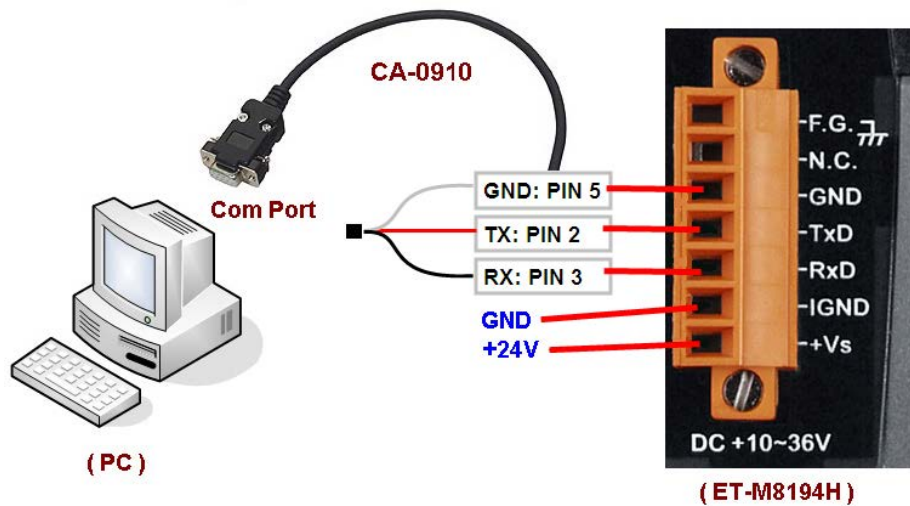 CA-0910
Com Port
GND: PIN 5
TX: PIN 2
RX: PIN 3
GND
+24V
F.G.
N.C.
GND
TxD
RxD
IGND
+Vs
DC +10~36V
( PC )
( ET-M8194H )